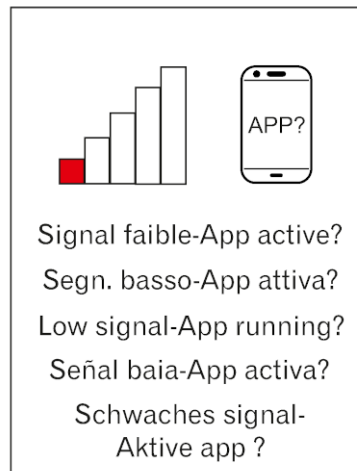 APP?
Signal faible-App active?
Segn. basso-App attiva?
Low signal-App running?
Señal baia-App activa?
Schwaches signal-
Aktive app ?